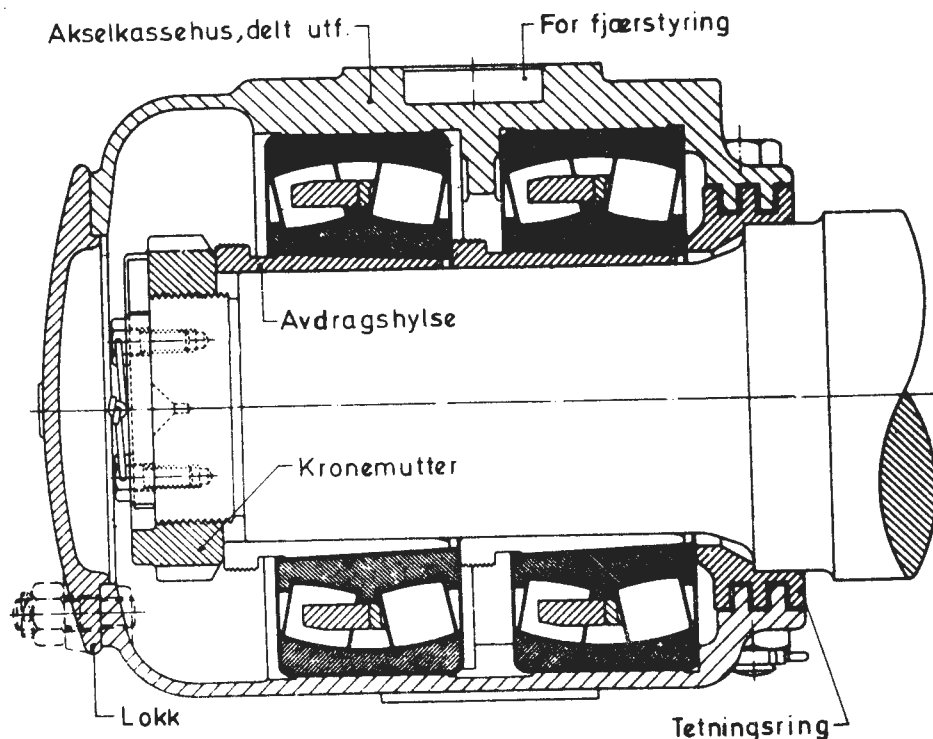 Akselkassehus, delt utf.
For fjærstyring
Avdragshylse
Kronemutter
Lokk
Tetningsring